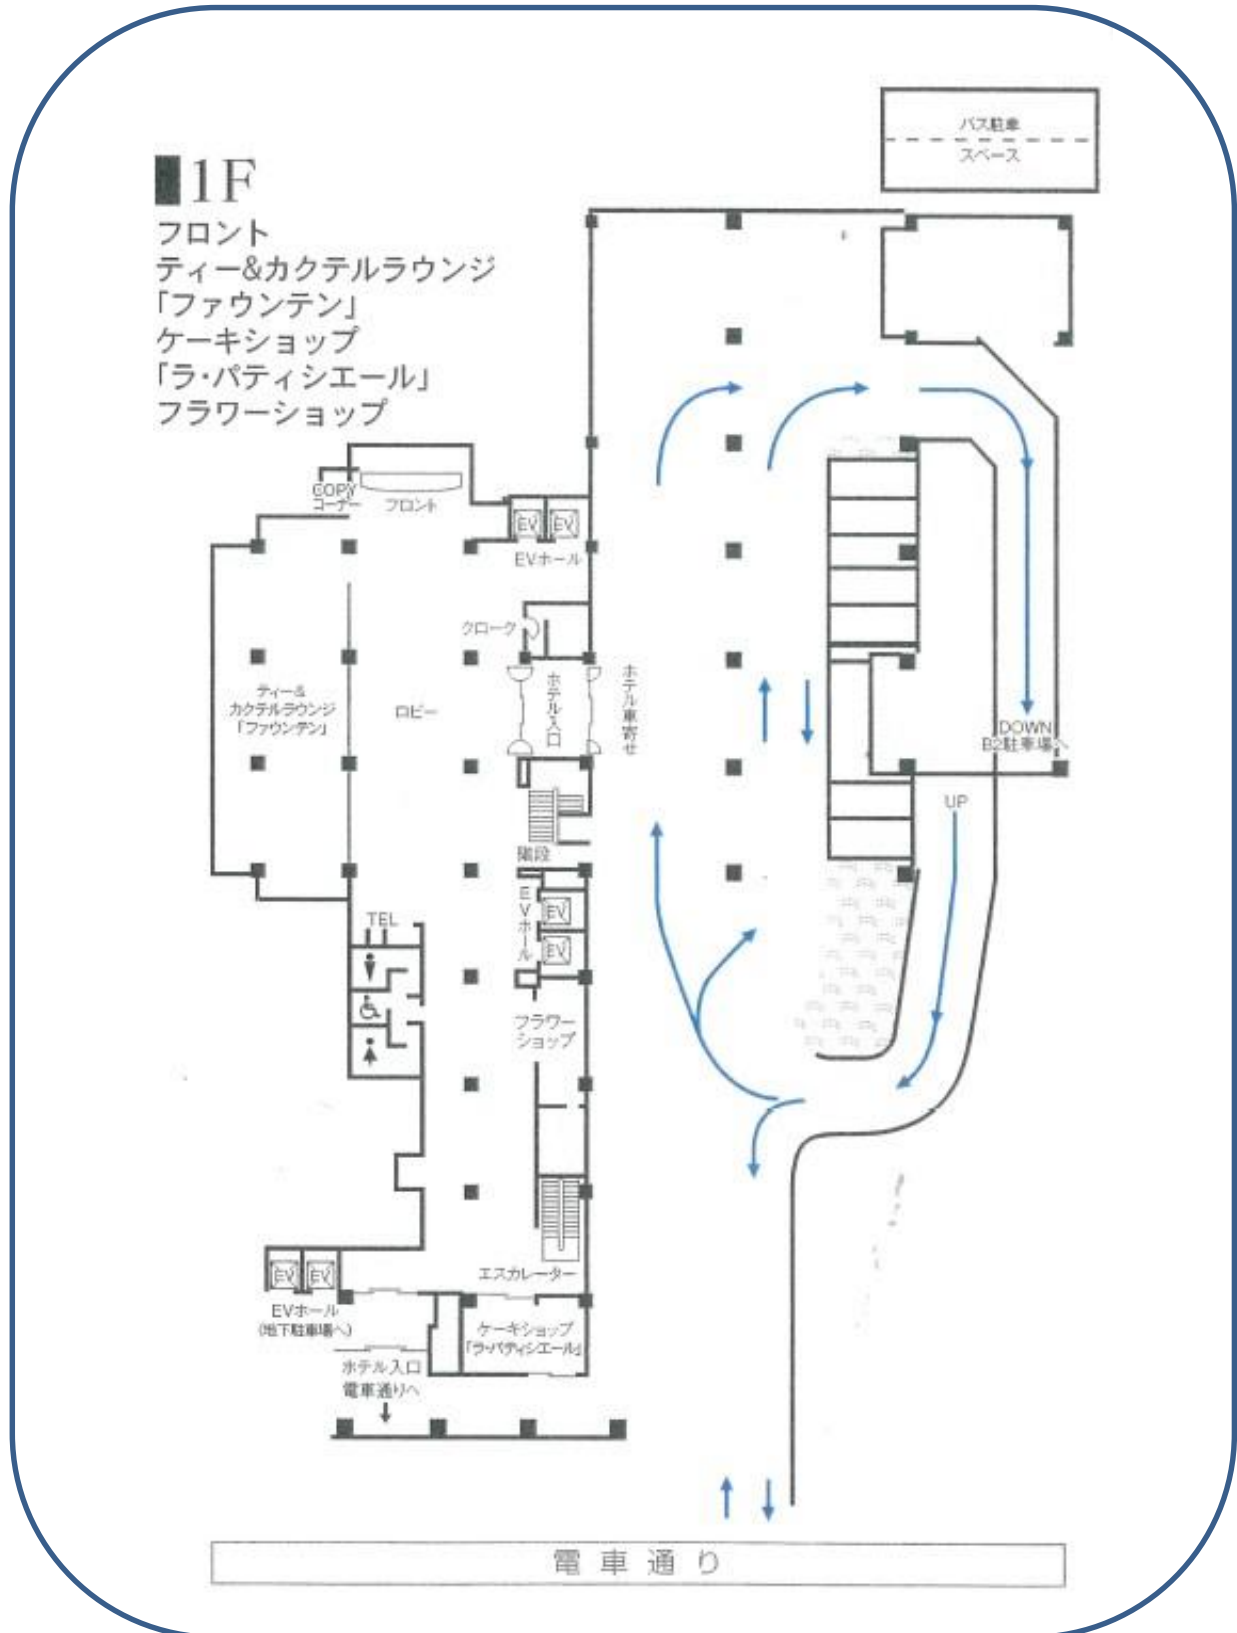 1F
フロント
ティー&カクテルラウンジ
「ファウンテン」
ケーキショップ
「ラ・パティシエール」
フラワーショップ
バス駐車
スペース
COPY
コーナー
フロント
EV
EV
EVホール
クローク
ホテル入口
ホテル車寄せ
ティー&
カクテルラウンジ
「ファウンテン」
ロビー
DOWN
B2駐車場へ
UP
階段
EVホール
EV
EV
TEL
フラワー
ショップ
エスカレーター
EV
EV
EVホール
(地下駐車場へ)
ケーキショップ
「ラ・パティシエール」
ホテル入口
電車通りへ
電車通り